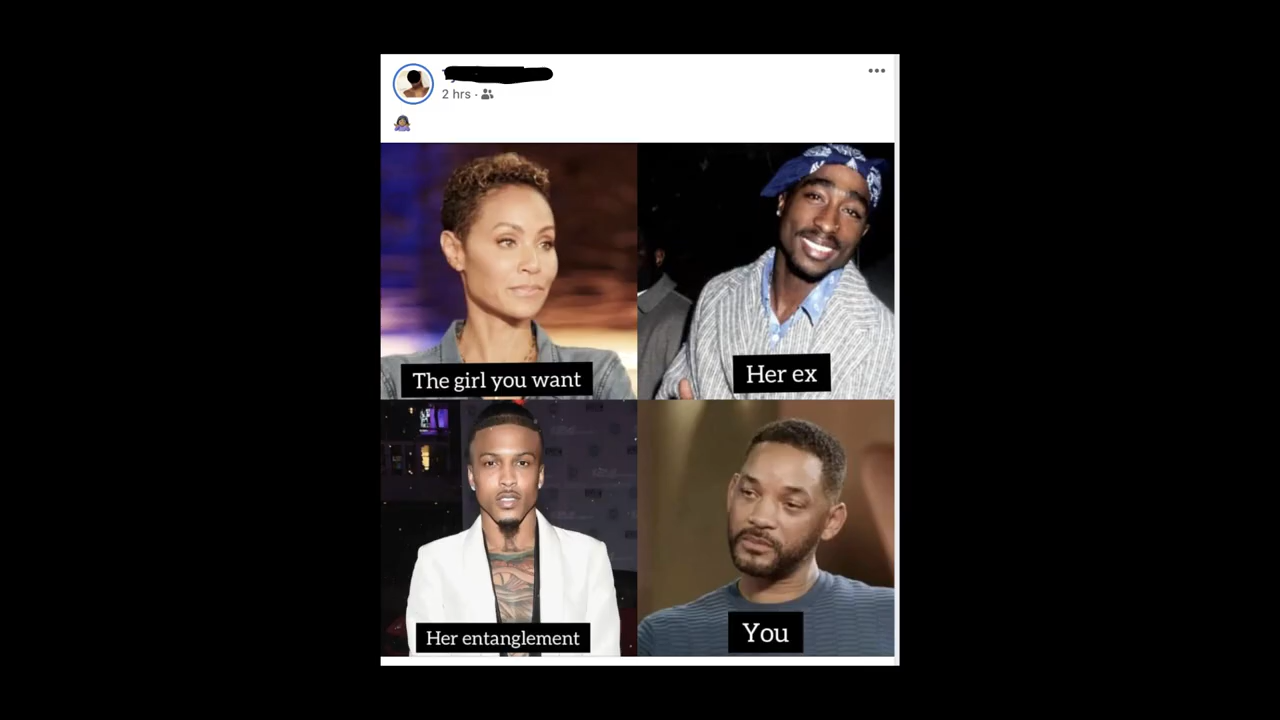 2 hrs ·
The girl you want
Her ex
Her entanglement
You